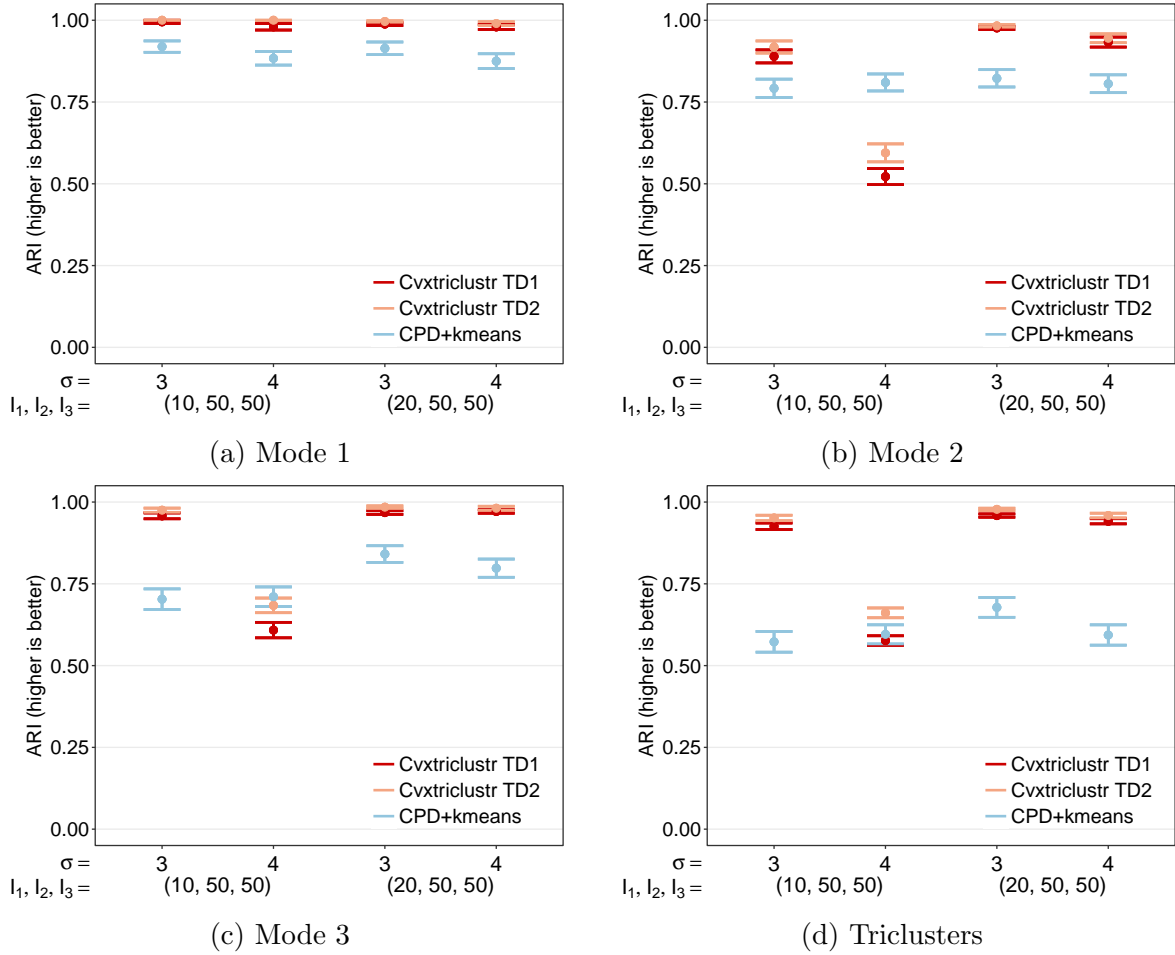 1.00
0.75
0.50
0.25
0.00
ARI (higher is better)
Cvxtriclustr TD1
Cvxtriclustr TD2
CPD+kmeans
σ = 3 4 3 4
I₁, I₂, I₃ = (10, 50, 50) (20, 50, 50)
(a) Mode 1
1.00
0.75
0.50
0.25
0.00
ARI (higher is better)
Cvxtriclustr TD1
Cvxtriclustr TD2
CPD+kmeans
σ = 3 4 3 4
I₁, I₂, I₃ = (10, 50, 50) (20, 50, 50)
(b) Mode 2
1.00
0.75
0.50
0.25
0.00
ARI (higher is better)
Cvxtriclustr TD1
Cvxtriclustr TD2
CPD+kmeans
σ = 3 4 3 4
I₁, I₂, I₃ = (10, 50, 50) (20, 50, 50)
(c) Mode 3
1.00
0.75
0.50
0.25
0.00
ARI (higher is better)
Cvxtriclustr TD1
Cvxtriclustr TD2
CPD+kmeans
σ = 3 4 3 4
I₁, I₂, I₃ = (10, 50, 50) (20, 50, 50)
(d) Triclusters